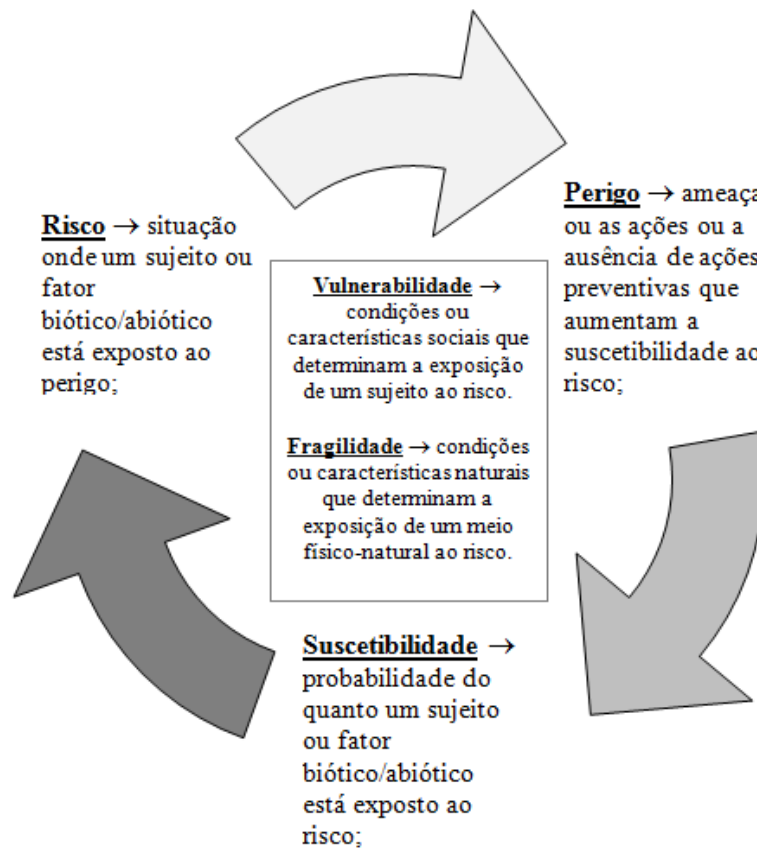 Risco → situação
onde um sujeito ou
fator
biótico/abiótico
está exposto ao
perigo;
Perigo → ameaça
ou as ações ou a
ausência de ações
preventivas que
aumentam a
suscetibilidade ao
risco;
Vulnerabilidade →
condições ou
características sociais que
determinam a exposição
de um sujeito ao risco.
Fragilidade → condições
ou características naturais
que determinam a
exposição de um meio
físico-natural ao risco.
Suscetibilidade →
probabilidade do
quanto um sujeito
ou fator
biótico/abiótico
está exposto ao
risco;